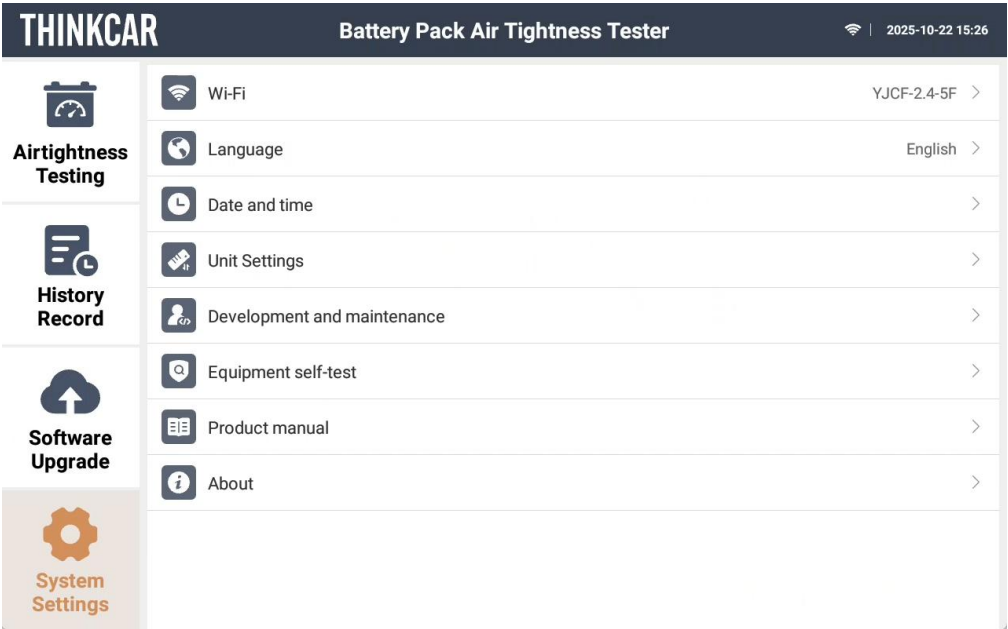 THINKCAR
Battery Pack Air Tightness Tester
2025-10-22 15:26
Airtightness
Testing
History
Record
Software
Upgrade
System
Settings
Wi-Fi
YJCF-2.4-5F
Language
English
Date and time
Unit Settings
Development and maintenance
Equipment self-test
Product manual
About